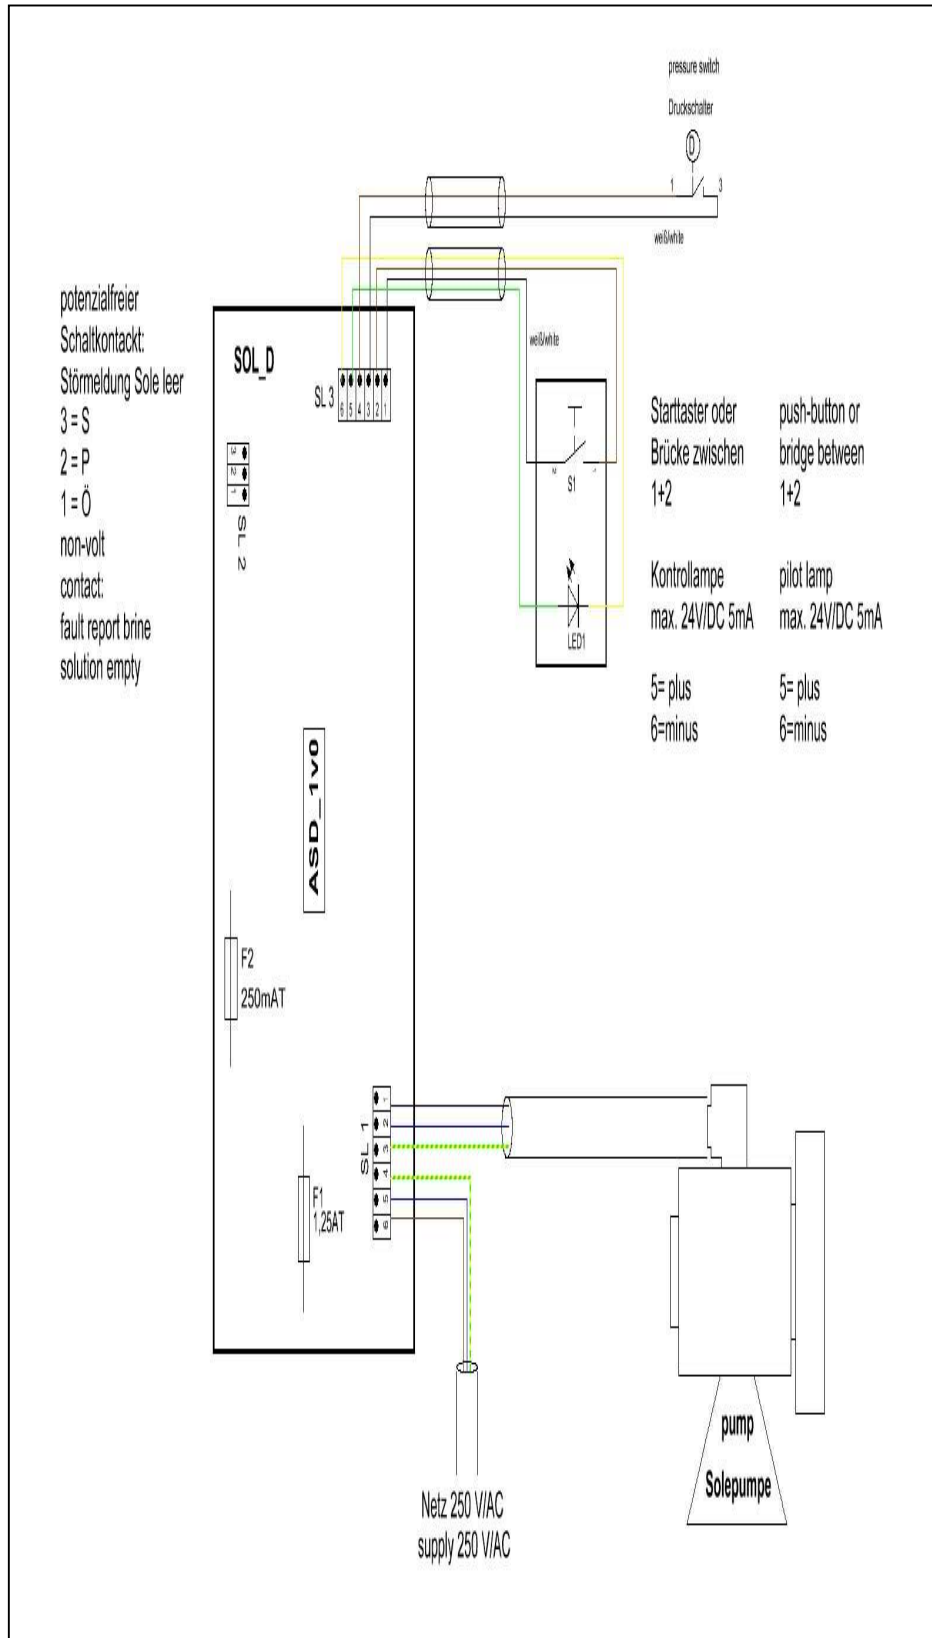 pressure switch
Druckschalter
D
1
3
weiß/white
potenzialfreier
Schaltkontackt:
Störmeldung Sole leer
3 = S
2 = P
1 = Ö
non-volt
contact:
fault report brine
solution empty
SOL_D
SL 3
6 5 4 3 2 1
3 2 1
SL 2
weiß/white
2
1
S1
LED1
Starttaster oder
Brücke zwischen
1+2
Kontrollampe
max. 24V/DC 5mA
5= plus
6=minus
push-button or
bridge between
1+2
pilot lamp
max. 24V/DC 5mA
5= plus
6=minus
ASD_1v0
F2
250mAT
SL 1
1
2
3
4
5
6
F1
1,25AT
pump
Solepumpe
Netz 250 V/AC
supply 250 V/AC